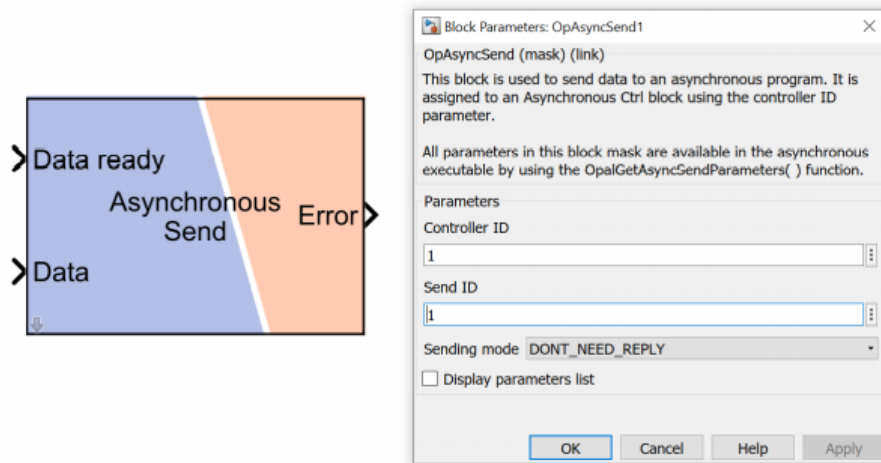 Data ready
Asynchronous
Send
Error
Data
Block Parameters: OpAsyncSend1
OpAsyncSend (mask) (link)
This block is used to send data to an asynchronous program. It is
assigned to an Asynchronous Ctrl block using the controller ID
parameter.
All parameters in this block mask are available in the asynchronous
executable by using the OpalGetAsyncSendParameters( ) function.
Parameters
Controller ID
1
Send ID
1
Sending mode DONT_NEED_REPLY
Display parameters list
OK Cancel Help Apply